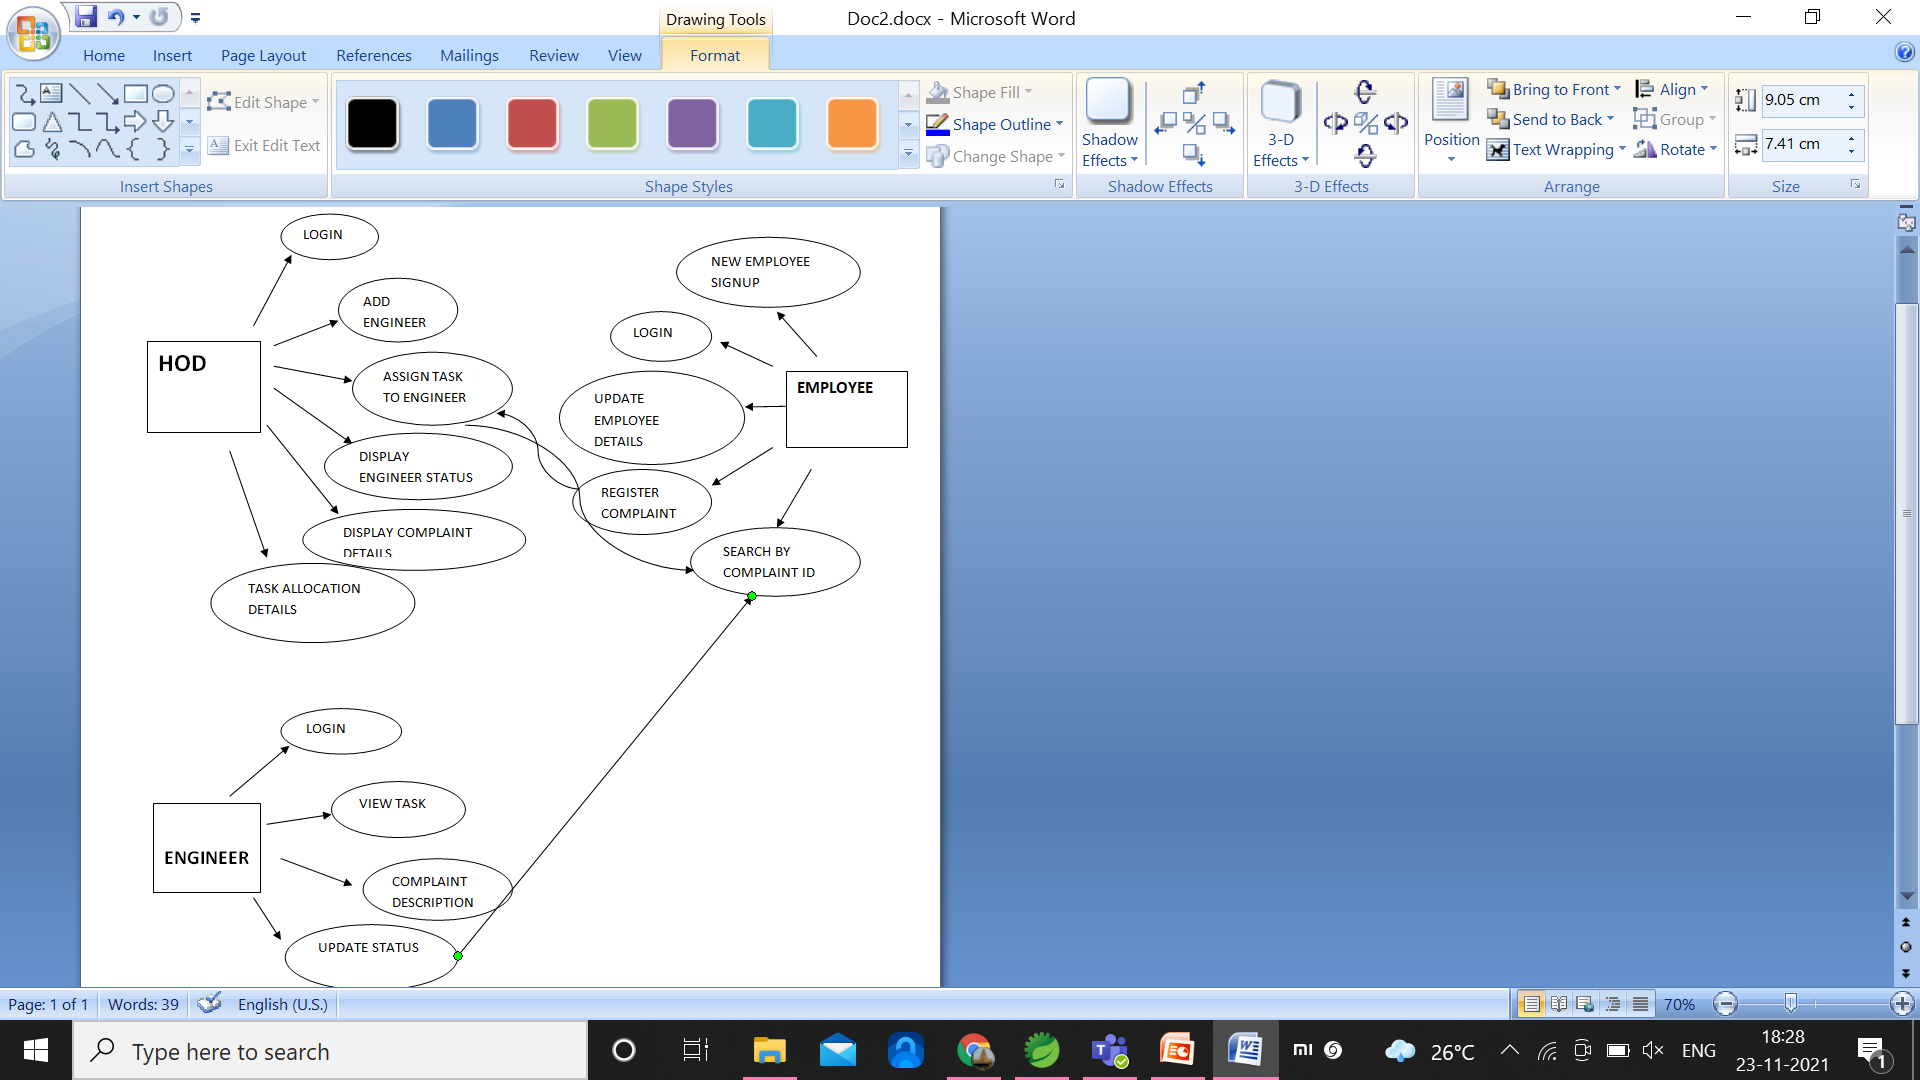 Drawing Tools
Doc2.docx - Microsoft Word
Home
Insert
Page Layout
References
Mailings
Review
View
Format
Edit Shape
Exit Edit Text
Insert Shapes
Shape Styles
Shape Fill
Shape Outline
Change Shape
Shadow
Effects
Shadow Effects
3-D
Effects
3-D Effects
Position
Bring to Front
Send to Back
Text Wrapping
Align
Group
Rotate
Arrange
9.05 cm
7.41 cm
Size
LOGIN
ADD
ENGINEER
HOD
ASSIGN TASK
TO ENGINEER
DISPLAY
ENGINEER STATUS
DISPLAY COMPLAINT
DETAILS
TASK ALLOCATION
DETAILS
NEW EMPLOYEE
SIGNUP
LOGIN
EMPLOYEE
UPDATE
EMPLOYEE
DETAILS
REGISTER
COMPLAINT
SEARCH BY
COMPLAINT ID
LOGIN
VIEW TASK
ENGINEER
COMPLAINT
DESCRIPTION
UPDATE STATUS
Page: 1 of 1
Words: 39
English (U.S.)
70%
Type here to search
26°C
ENG
18:28
23-11-2021
1